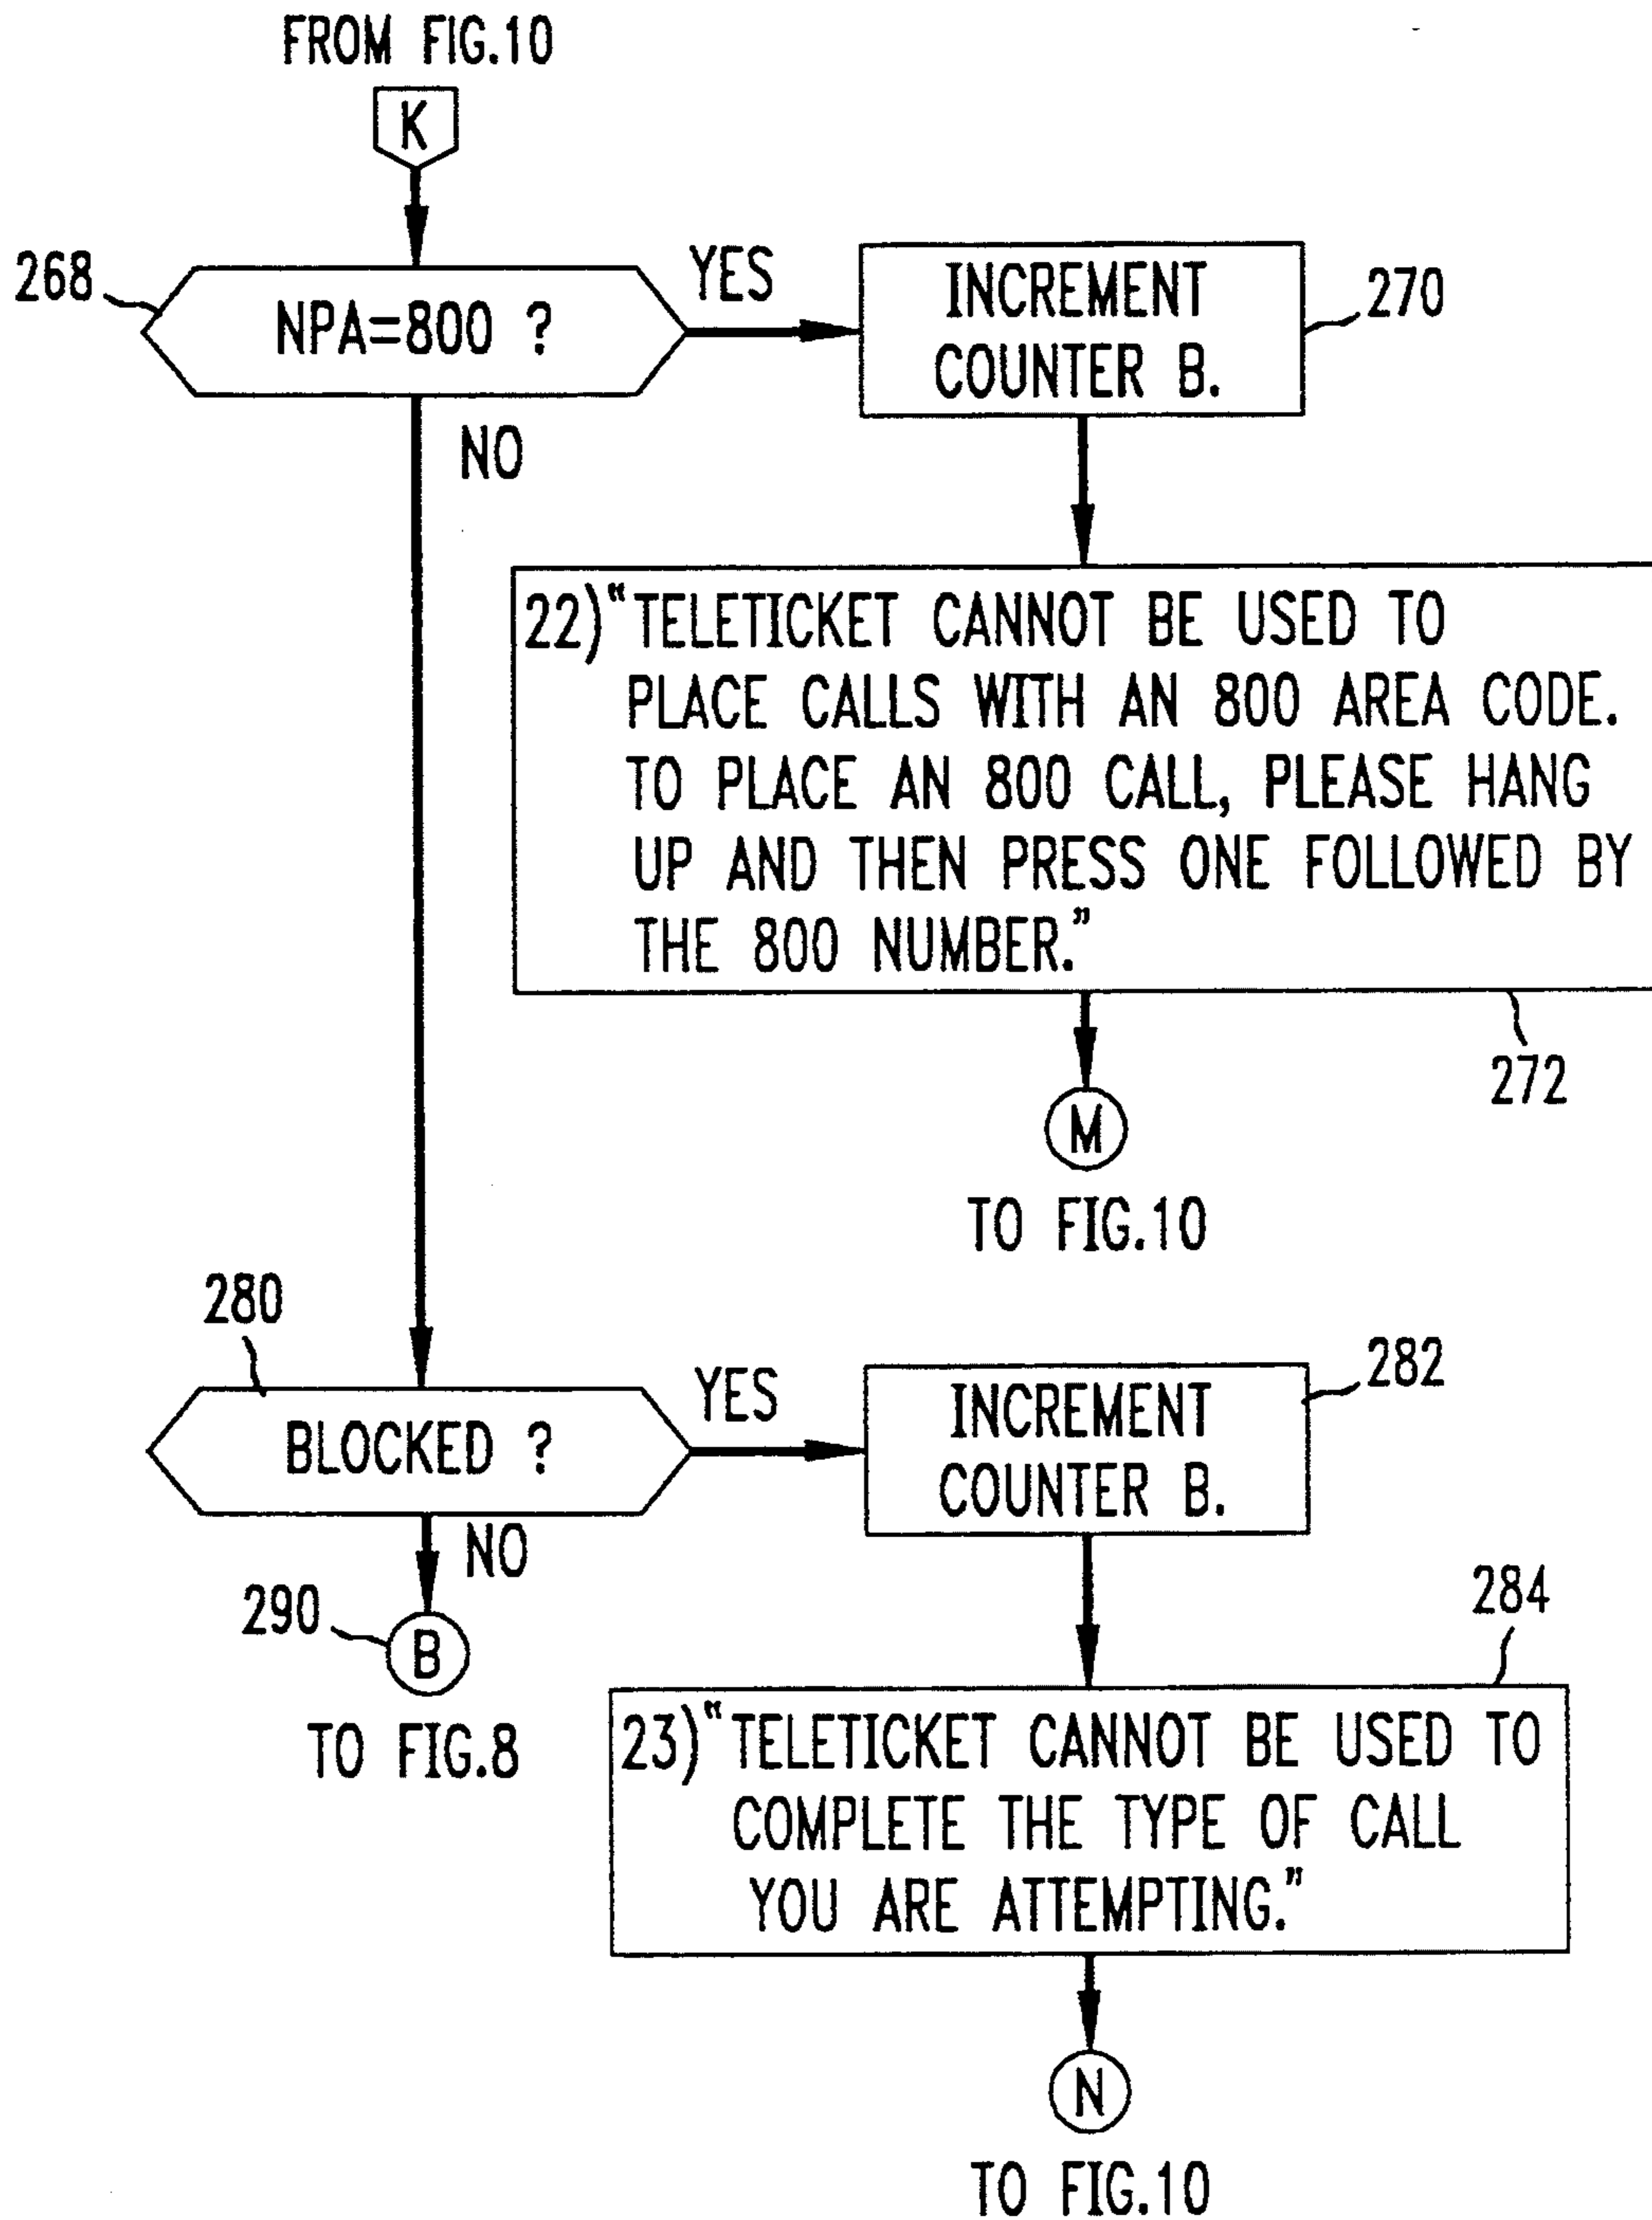 FROM FIG.10
K
268
NPA=800 ?
YES
INCREMENT
COUNTER B.
270
NO
22)"TELETICKET CANNOT BE USED TO
PLACE CALLS WITH AN 800 AREA CODE.
TO PLACE AN 800 CALL, PLEASE HANG
UP AND THEN PRESS ONE FOLLOWED BY
THE 800 NUMBER."
272
M
TO FIG.10
280
BLOCKED ?
YES
INCREMENT
COUNTER B.
282
NO
290
B
TO FIG.8
284
23)"TELETICKET CANNOT BE USED TO
COMPLETE THE TYPE OF CALL
YOU ARE ATTEMPTING."
N
TO FIG.10